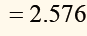 = 2.576